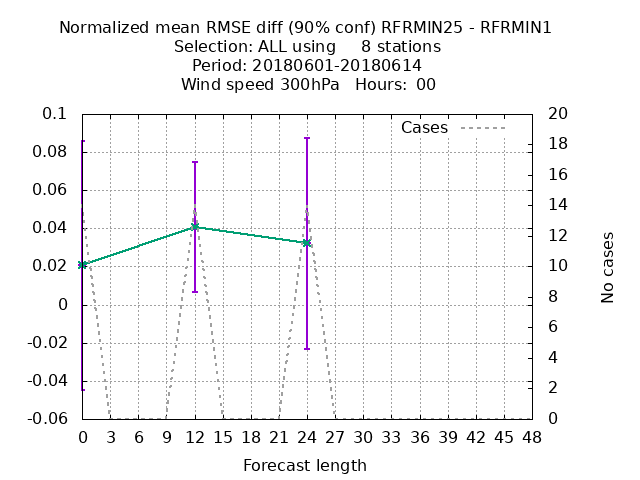 Normalized mean RMSE diff (90% conf) RFRMIN25 - RFRMIN1
Selection: ALL using     8 stations
Period: 20180601-20180614
Wind speed 300hPa   Hours: 00
0.1
0.08
0.06
0.04
0.02
0
-0.02
-0.04
-0.06
Cases
20
18
16
14
12
10
8
6
4
2
0
No cases
0 3 6 9 12 15 18 21 24 27 30 33 36 39 42 45 48
Forecast length